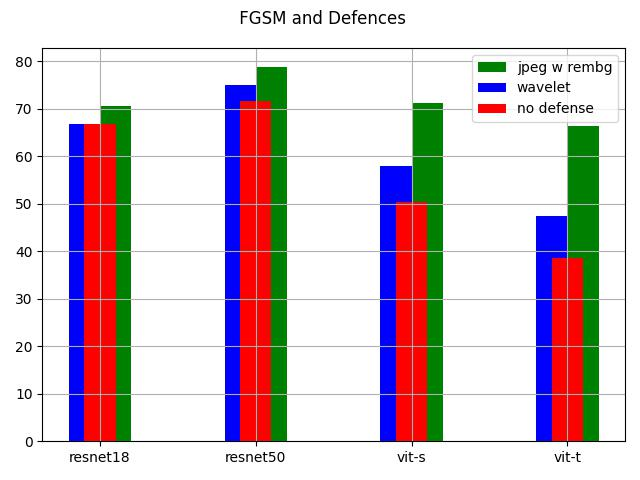 FGSM and Defences
80
70
60
50
40
30
20
10
0
jpeg w rembg
wavelet
no defense
resnet18 resnet50 vit-s vit-t